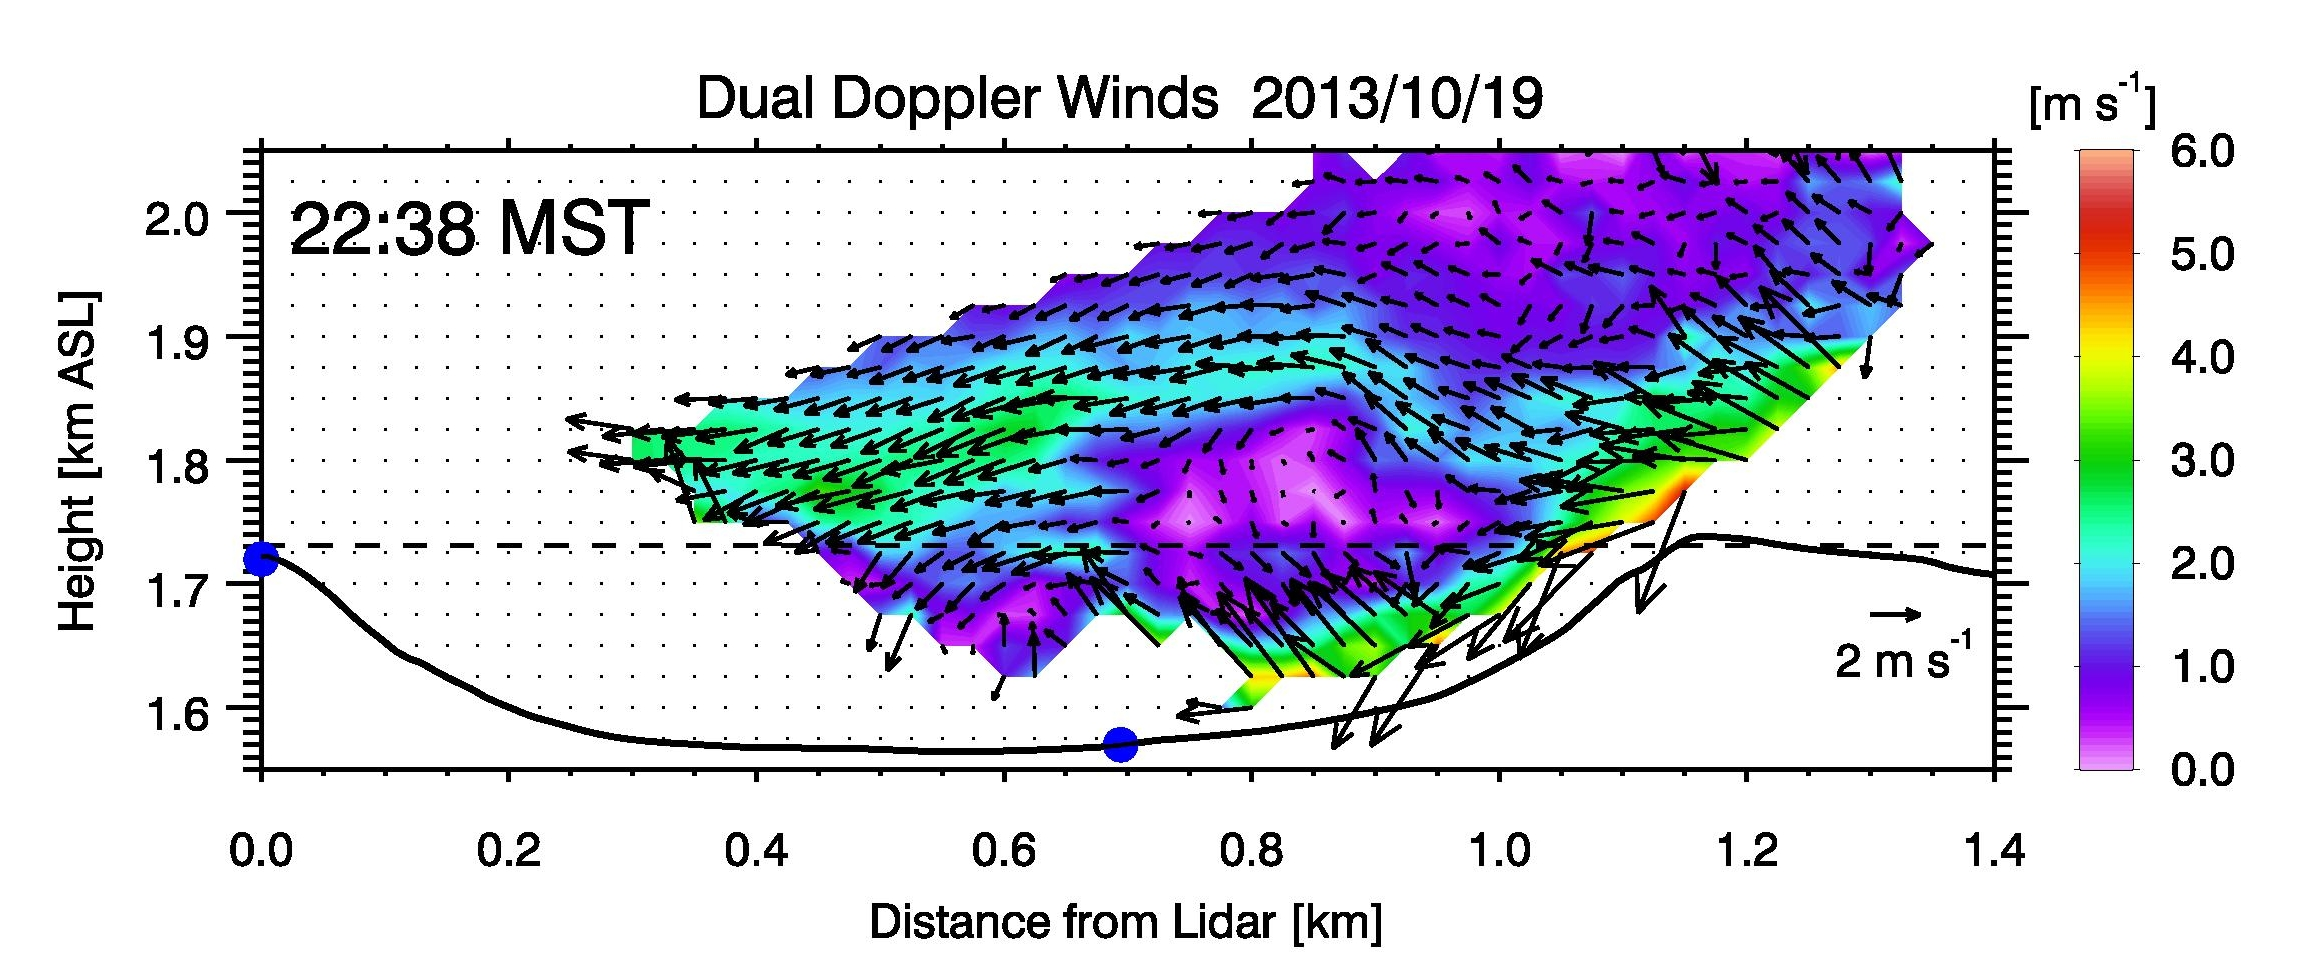 Dual Doppler Winds 2013/10/19
[m s-1]
22:38 MST
Height [km ASL]
2.0
1.9
1.8
1.7
1.6
6.0
5.0
4.0
3.0
2.0
1.0
0.0
2 m s-1
0.0 0.2 0.4 0.6 0.8 1.0 1.2 1.4
Distance from Lidar [km]